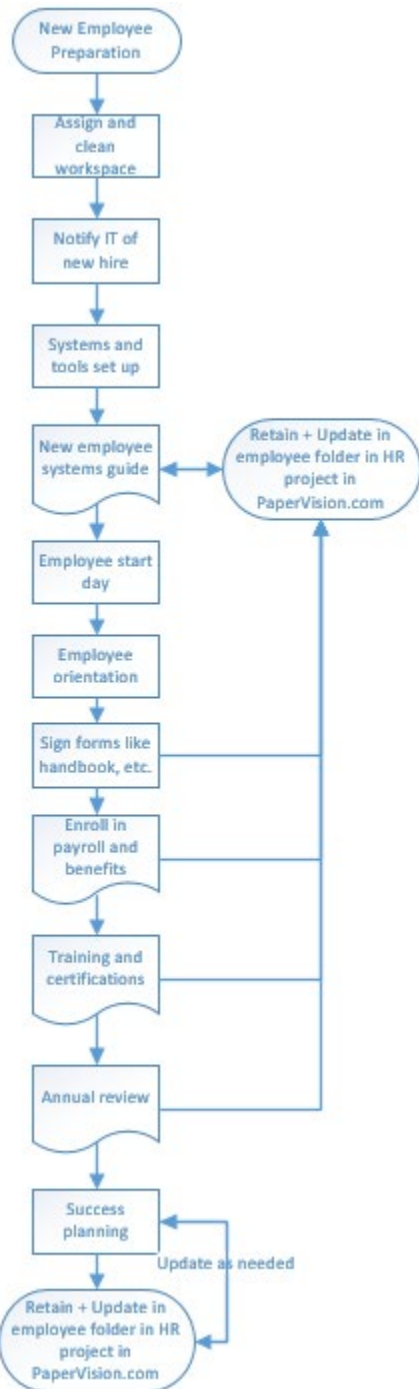 New Employee
Preparation
Assign and
clean
workspace
Notify IT of
new hire
Systems and
tools set up
New employee
systems guide
Retain + Update in
employee folder in HR
project in
PaperVision.com
Employee start
day
Employee
orientation
Sign forms like
handbook, etc.
Enroll in
payroll and
benefits
Training and
certifications
Annual review
Success
planning
Update as needed
Retain + Update in
employee folder in HR
project in
PaperVision.com